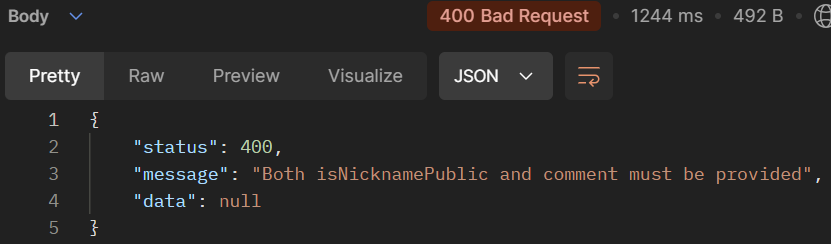 Body 400 Bad Request • 1244 ms • 492 B •
Pretty Raw Preview Visualize JSON
1 {
2 "status": 400,
3 "message": "Both isNicknamePublic and comment must be provided",
4 "data": null
5 }